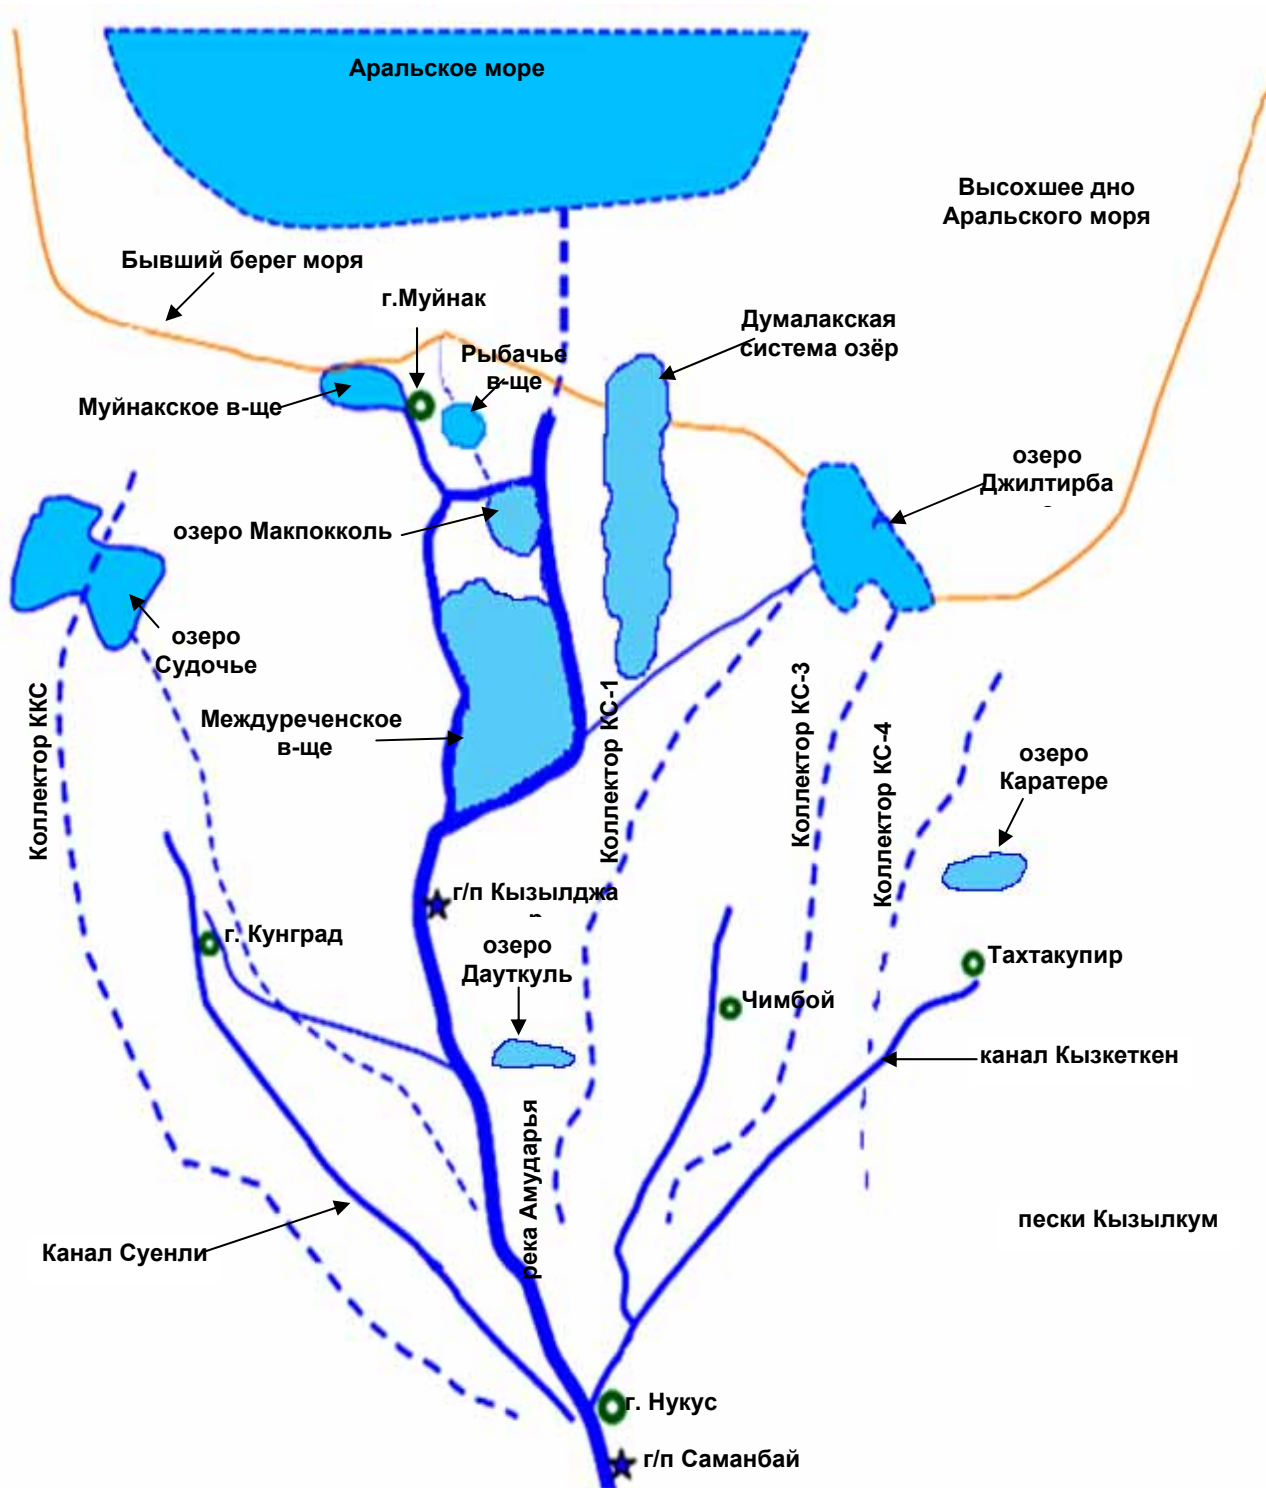 Аральское море
Высохшее дно
Аральского моря
Бывший берег моря
г.Муйнак
Думалакская
система озёр
Рыбачье
в-ще
Муйнакское в-ще
озеро
Джилтирба
озеро Макпокколь
озеро
Судочье
Коллектор ККС
Междуреченское
в-ще
Коллектор КС-1
Коллектор КС-3
Коллектор КС-4
озеро
Каратере
г/п Кызылджа
г. Кунград
озеро
Дауткуль
Тахтакупир
Чимбой
канал Кызкеткен
река Амударья
пески Кызылкум
Канал Суенли
г. Нукус
г/п Саманбай